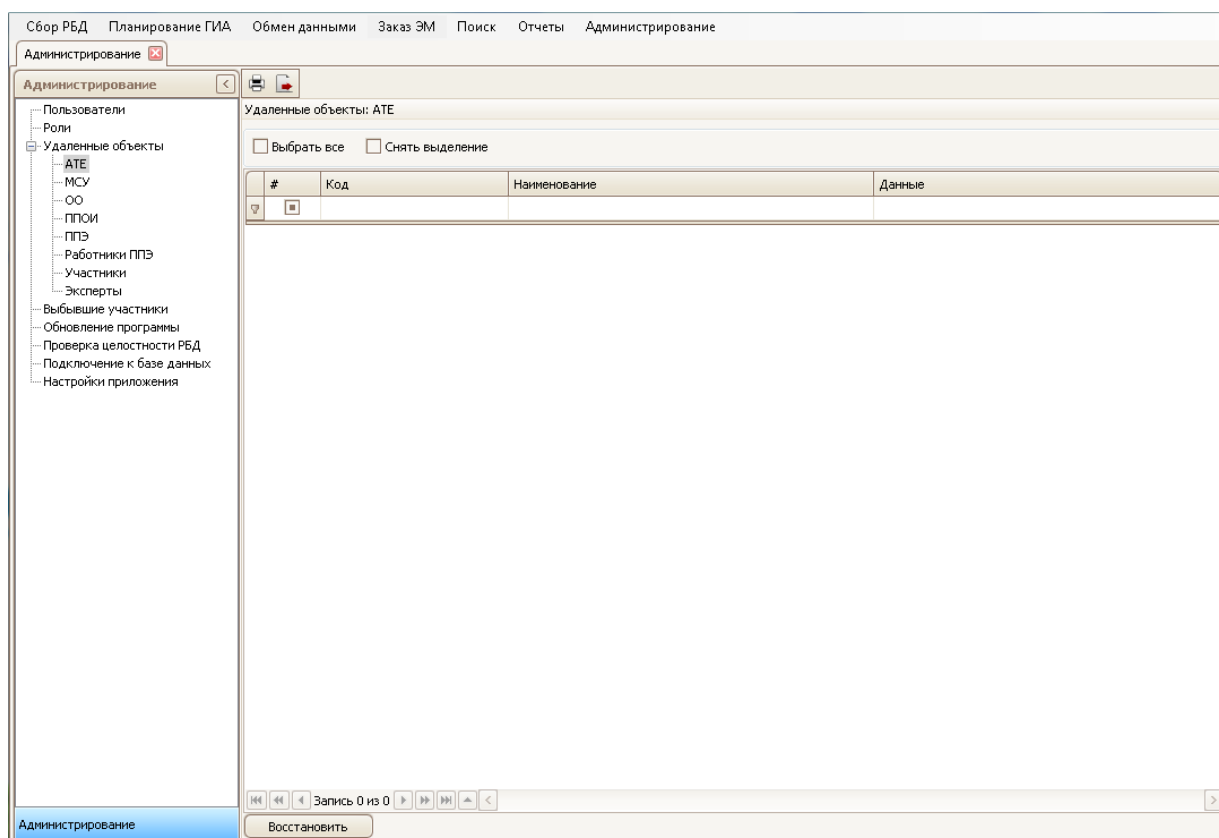 Сбор РБД Планирование ГИА Обмен данными Заказ ЭМ Поиск Отчеты Администрирование
Администрирование
Администрирование
Пользователи
Роли
Удаленные объекты
АТЕ
МСУ
ОО
ППОИ
ППЭ
Работники ППЭ
Участники
Эксперты
Выбывшие участники
Обновление программы
Проверка целостности РБД
Подключение к базе данных
Настройки приложения
Администрирование
Удаленные объекты: АТЕ
Выбрать все Снять выделение
# Код Наименование Данные
Запись 0 из 0
Восстановить